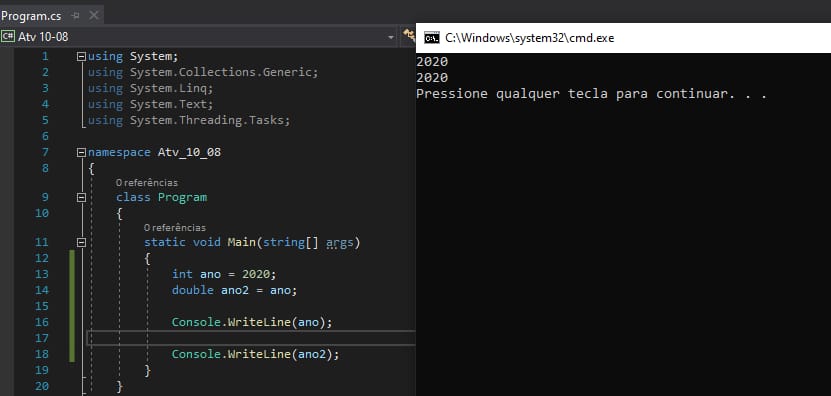 Program.cs
C# Atv 10-08
1 using System;
2 using System.Collections.Generic;
3 using System.Linq;
4 using System.Text;
5 using System.Threading.Tasks;
6
7 namespace Atv_10_08
8 {
0 referências
9 class Program
10 {
0 referências
11 static void Main(string[] args)
12 {
13 int ano = 2020;
14 double ano2 = ano;
15
16 Console.WriteLine(ano);
17
18 Console.WriteLine(ano2);
19 }
20 }
C:\Windows\system32\cmd.exe
2020
2020
Pressione qualquer tecla para continuar. . .